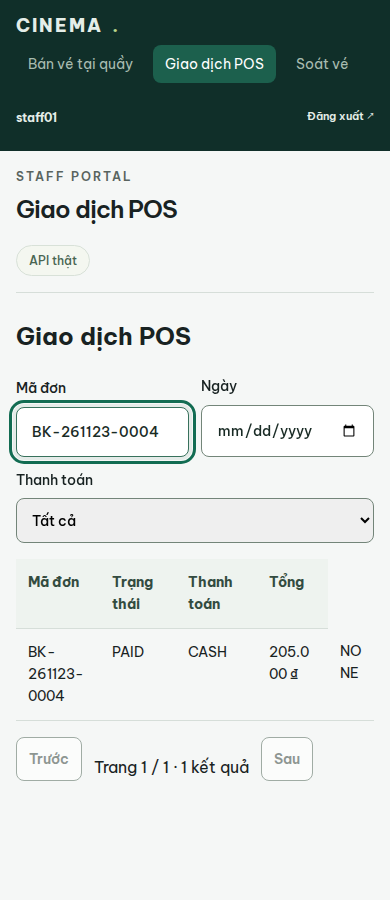 CINEMA .
Bán vé tại quầy
Giao dịch POS
Soát vé
staff01
Đăng xuất ↗
STAFF PORTAL
Giao dịch POS
API thật
Giao dịch POS
Mã đơn
Ngày
BK-261123-0004
mm/dd/yyyy
Thanh toán
Tất cả
Mã đơn
Trạng
thái
Thanh
toán
Tổng
BK-
261123-
0004
PAID
CASH
205.0
00 ₫
NO
NE
Trước
Trang 1 / 1 · 1 kết quả
Sau